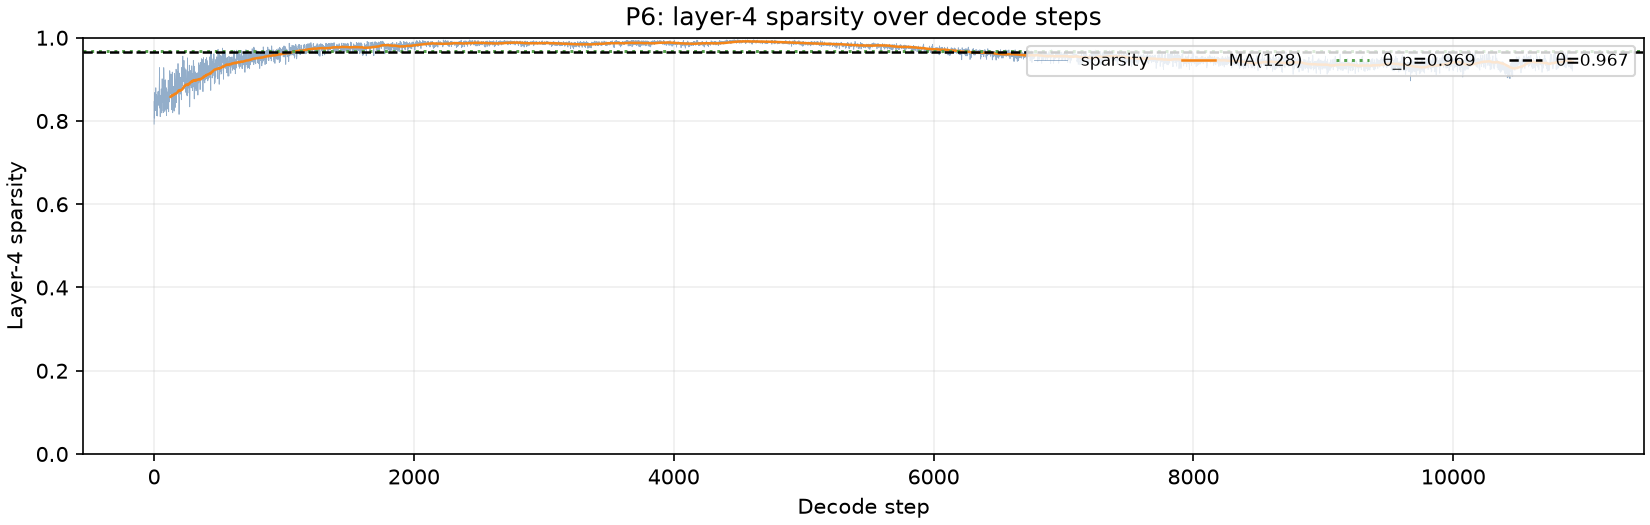 P6: layer-4 sparsity over decode steps
sparsity MA(128) θ_p=0.969 θ=0.967
Layer-4 sparsity
1.0
0.8
0.6
0.4
0.2
0.0
0 2000 4000 6000 8000 10000
Decode step